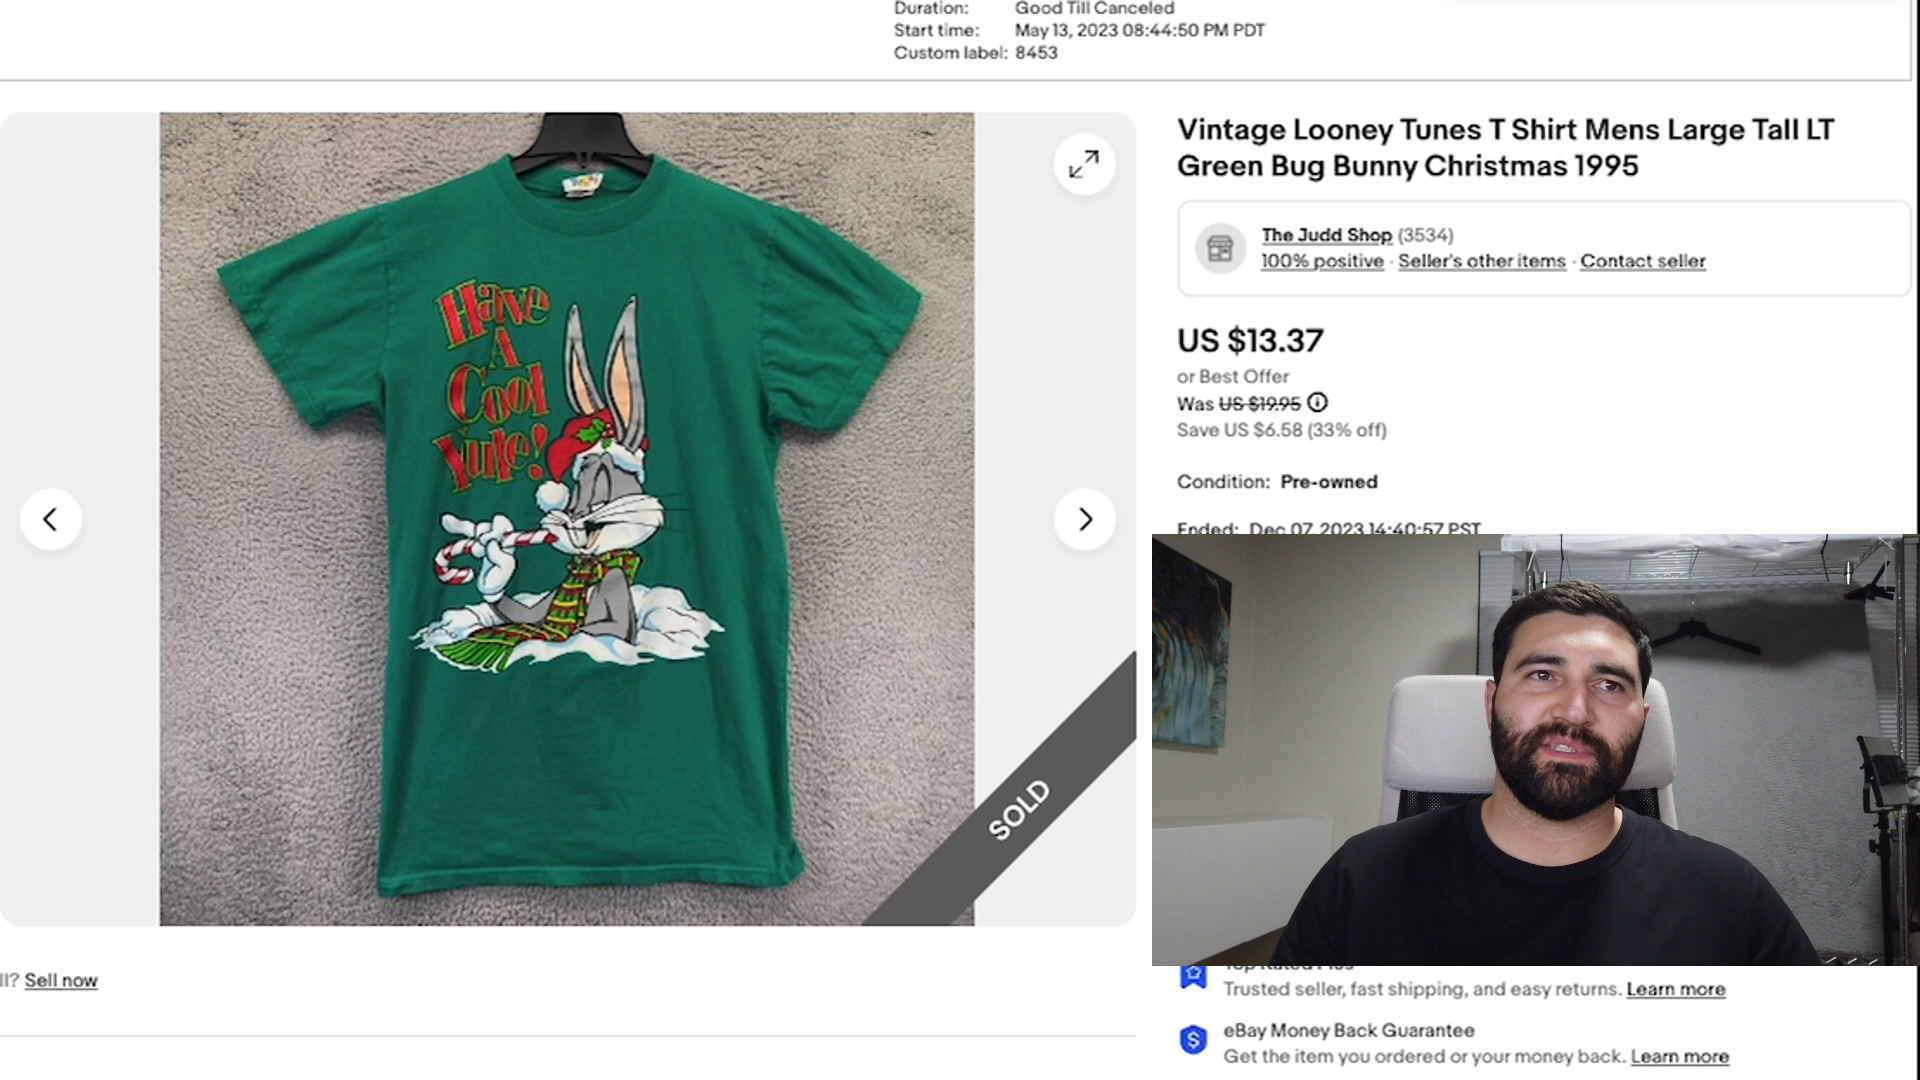 Duration: Good Till Canceled
Start time: May 13, 2023 08:44:50 PM PDT
Custom label: 8453
Vintage Looney Tunes T Shirt Mens Large Tall LT
Green Bug Bunny Christmas 1995
The Judd Shop (3534)
100% positive · Seller's other items · Contact seller
US $13.37
or Best Offer
Was US $19.95
Save US $6.58 (33% off)
Condition: Pre-owned
Ended: Dec 07, 2023 14:40:57 PST
Have
A
Cool
Yule!
SOLD
ll? Sell now
Top Rated Plus
Trusted seller, fast shipping, and easy returns. Learn more
eBay Money Back Guarantee
Get the item you ordered or your money back. Learn more